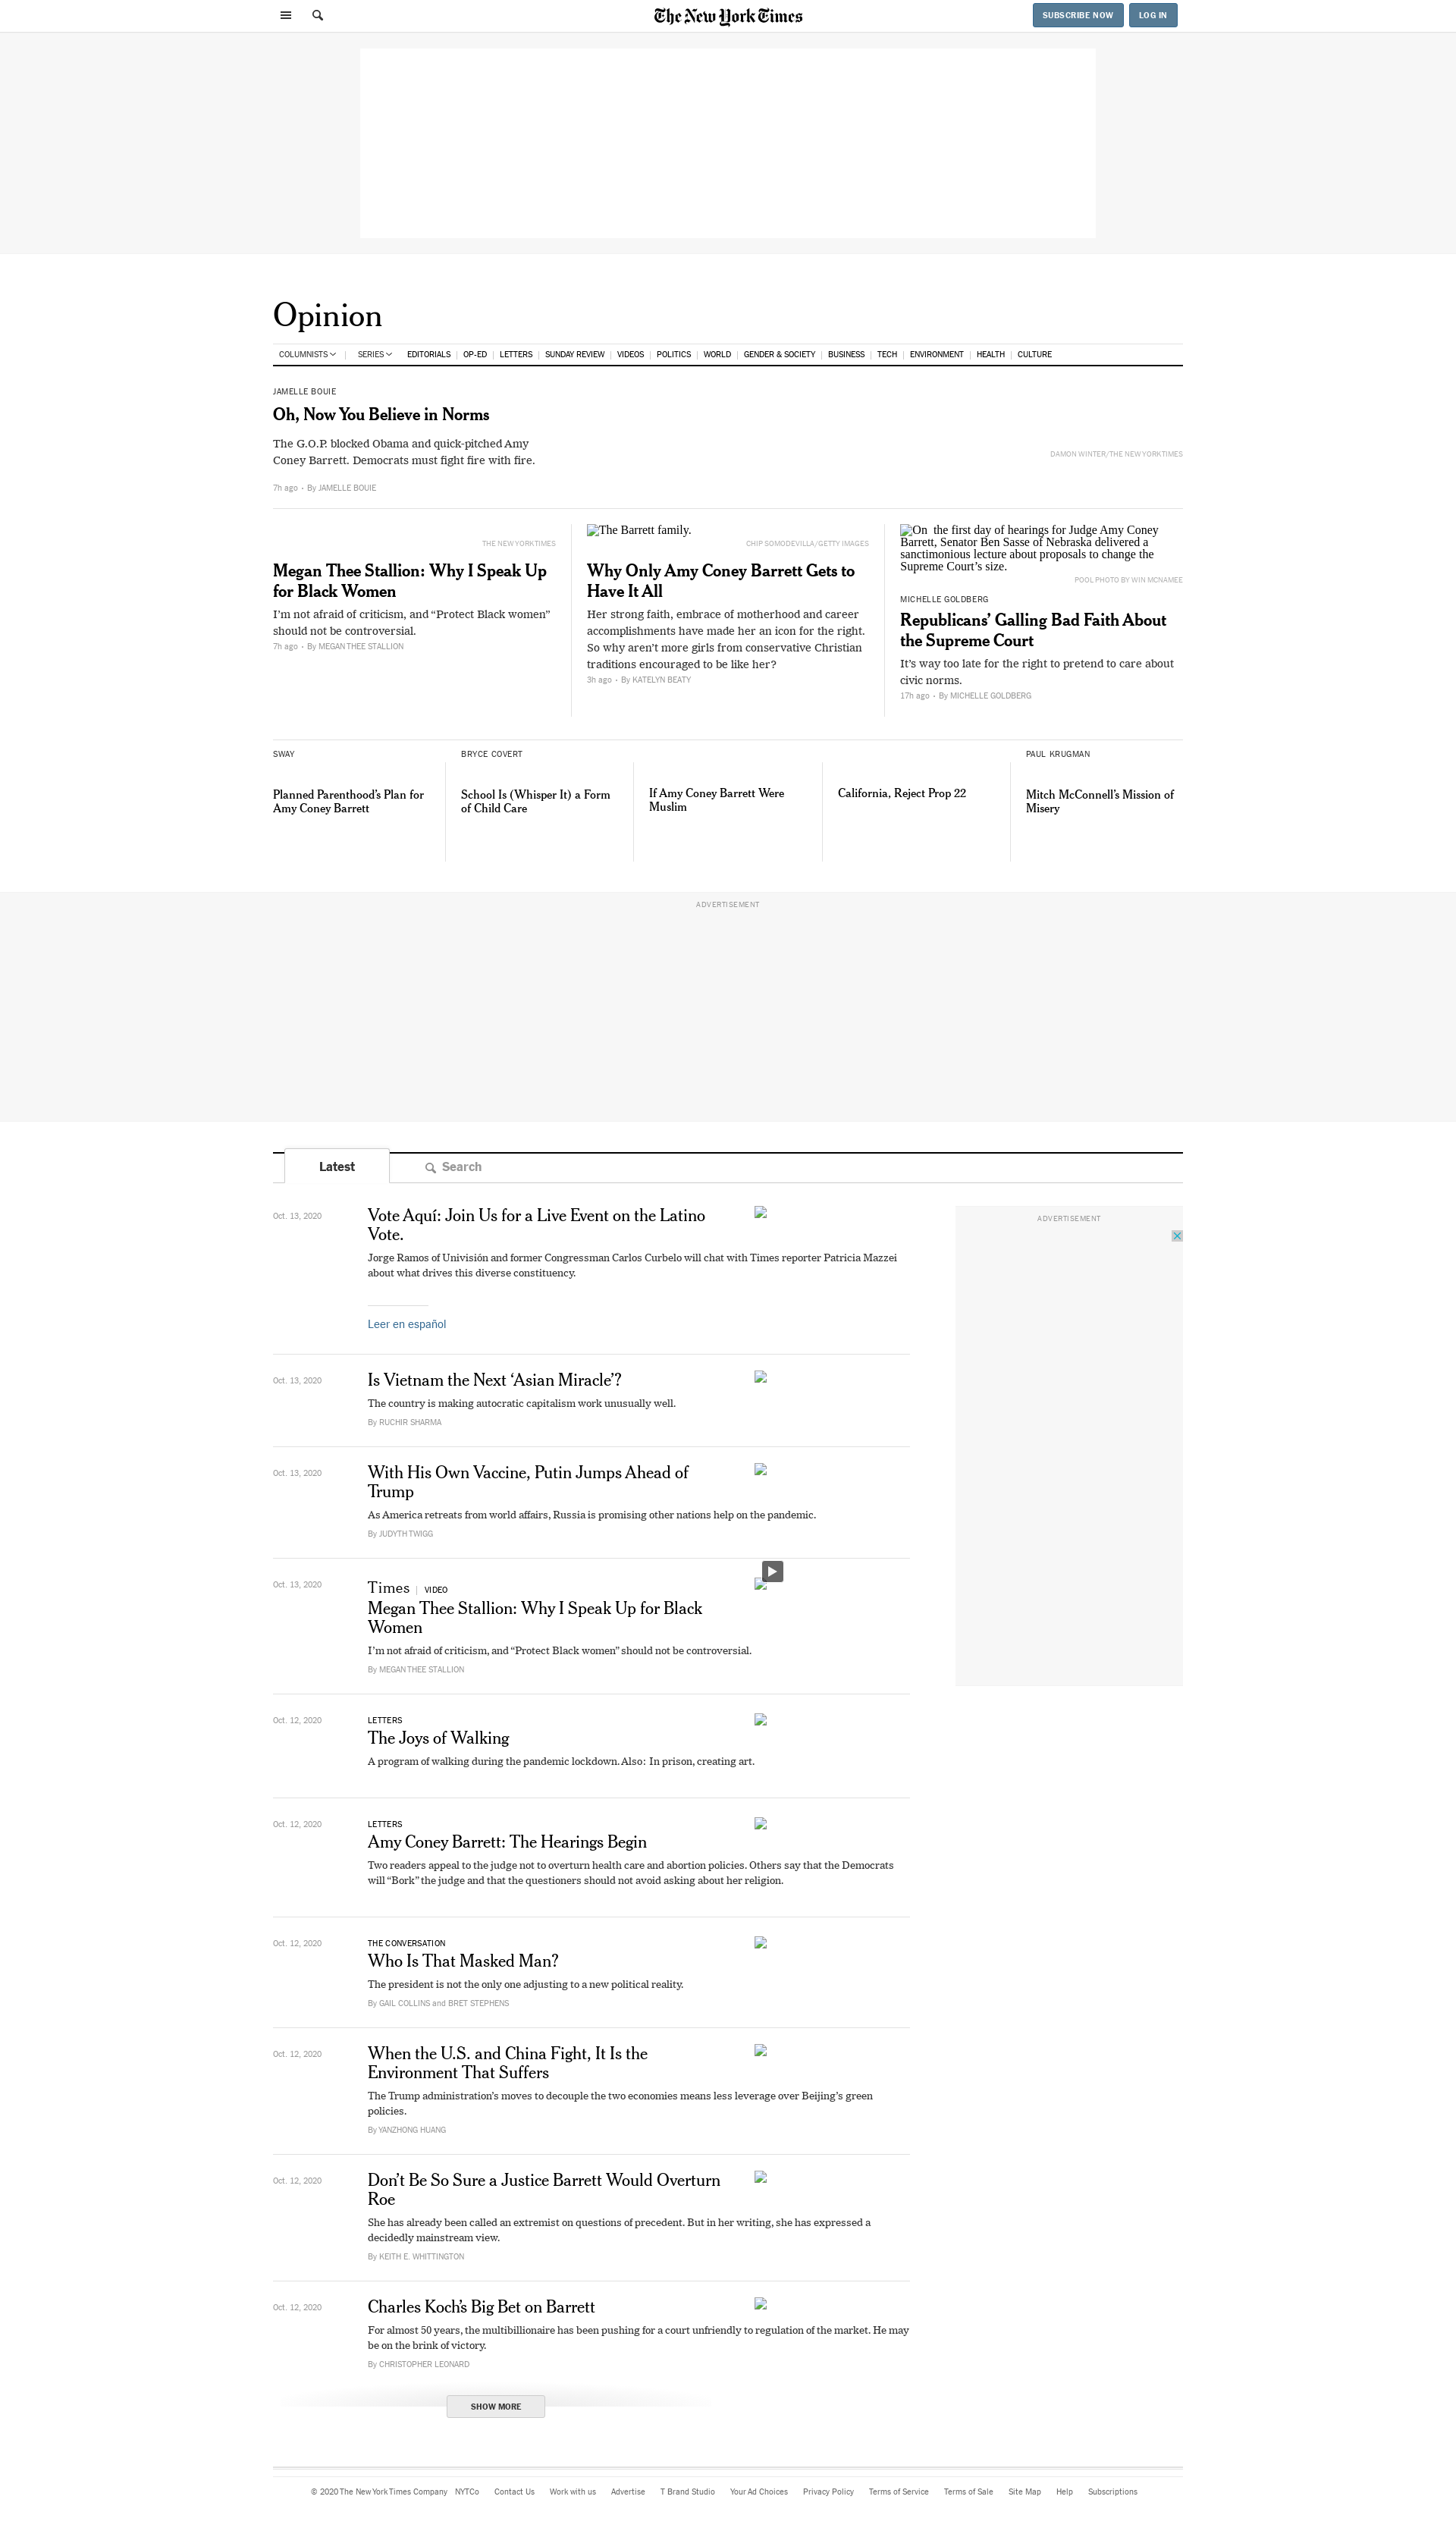 The New York Times
SUBSCRIBE NOW
LOG IN
Opinion
COLUMNISTS
SERIES
EDITORIALS
OP-ED
LETTERS
SUNDAY REVIEW
VIDEOS
POLITICS
WORLD
GENDER & SOCIETY
BUSINESS
TECH
ENVIRONMENT
HEALTH
CULTURE
JAMELLE BOUIE
Oh, Now You Believe in Norms
The G.O.P. blocked Obama and quick-pitched Amy
Coney Barrett. Democrats must fight fire with fire.
7h ago • By JAMELLE BOUIE
DAMON WINTER/THE NEW YORK TIMES
THE NEW YORK TIMES
Megan Thee Stallion: Why I Speak Up
for Black Women
I’m not afraid of criticism, and “Protect Black women”
should not be controversial.
7h ago • By MEGAN THEE STALLION
The Barrett family.
CHIP SOMODEVILLA/GETTY IMAGES
Why Only Amy Coney Barrett Gets to
Have It All
Her strong faith, embrace of motherhood and career
accomplishments have made her an icon for the right.
So why aren’t more girls from conservative Christian
traditions encouraged to be like her?
3h ago • By KATELYN BEATY
On the first day of hearings for Judge Amy Coney
Barrett, Senator Ben Sasse of Nebraska delivered a
sanctimonious lecture about proposals to change the
Supreme Court’s size.
POOL PHOTO BY WIN MCNAMEE
MICHELLE GOLDBERG
Republicans’ Galling Bad Faith About
the Supreme Court
It’s way too late for the right to pretend to care about
civic norms.
17h ago • By MICHELLE GOLDBERG
SWAY
Planned Parenthood’s Plan for
Amy Coney Barrett
BRYCE COVERT
School Is (Whisper It) a Form
of Child Care
If Amy Coney Barrett Were
Muslim
California, Reject Prop 22
PAUL KRUGMAN
Mitch McConnell’s Mission of
Misery
ADVERTISEMENT
Latest
Search
ADVERTISEMENT
Oct. 13, 2020
Vote Aquí: Join Us for a Live Event on the Latino
Vote.
Jorge Ramos of Univisión and former Congressman Carlos Curbelo will chat with Times reporter Patricia Mazzei
about what drives this diverse constituency.
Leer en español
Oct. 13, 2020
Is Vietnam the Next ‘Asian Miracle’?
The country is making autocratic capitalism work unusually well.
By RUCHIR SHARMA
Oct. 13, 2020
With His Own Vaccine, Putin Jumps Ahead of
Trump
As America retreats from world affairs, Russia is promising other nations help on the pandemic.
By JUDYTH TWIGG
Oct. 13, 2020
Times | VIDEO
Megan Thee Stallion: Why I Speak Up for Black
Women
I’m not afraid of criticism, and “Protect Black women” should not be controversial.
By MEGAN THEE STALLION
Oct. 12, 2020
LETTERS
The Joys of Walking
A program of walking during the pandemic lockdown. Also: In prison, creating art.
Oct. 12, 2020
LETTERS
Amy Coney Barrett: The Hearings Begin
Two readers appeal to the judge not to overturn health care and abortion policies. Others say that the Democrats
will “Bork” the judge and that the questioners should not avoid asking about her religion.
Oct. 12, 2020
THE CONVERSATION
Who Is That Masked Man?
The president is not the only one adjusting to a new political reality.
By GAIL COLLINS and BRET STEPHENS
Oct. 12, 2020
When the U.S. and China Fight, It Is the
Environment That Suffers
The Trump administration’s moves to decouple the two economies means less leverage over Beijing’s green
policies.
By YANZHONG HUANG
Oct. 12, 2020
Don’t Be So Sure a Justice Barrett Would Overturn
Roe
She has already been called an extremist on questions of precedent. But in her writing, she has expressed a
decidedly mainstream view.
By KEITH E. WHITTINGTON
Oct. 12, 2020
Charles Koch’s Big Bet on Barrett
For almost 50 years, the multibillionaire has been pushing for a court unfriendly to regulation of the market. He may
be on the brink of victory.
By CHRISTOPHER LEONARD
SHOW MORE
© 2020 The New York Times Company NYTCo Contact Us Work with us Advertise T Brand Studio Your Ad Choices Privacy Policy Terms of Service Terms of Sale Site Map Help Subscriptions